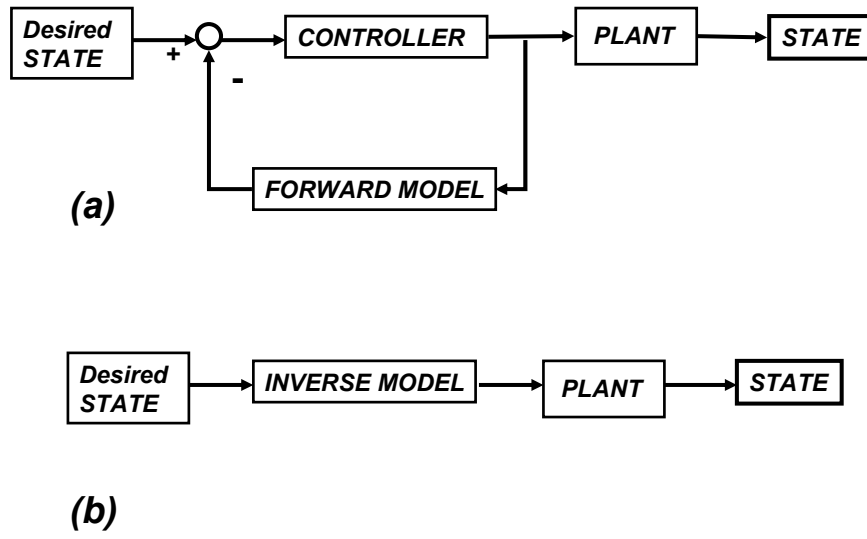 Desired
STATE
+
-
CONTROLLER
PLANT
STATE
FORWARD MODEL
(a)
Desired
STATE
INVERSE MODEL
PLANT
STATE
(b)